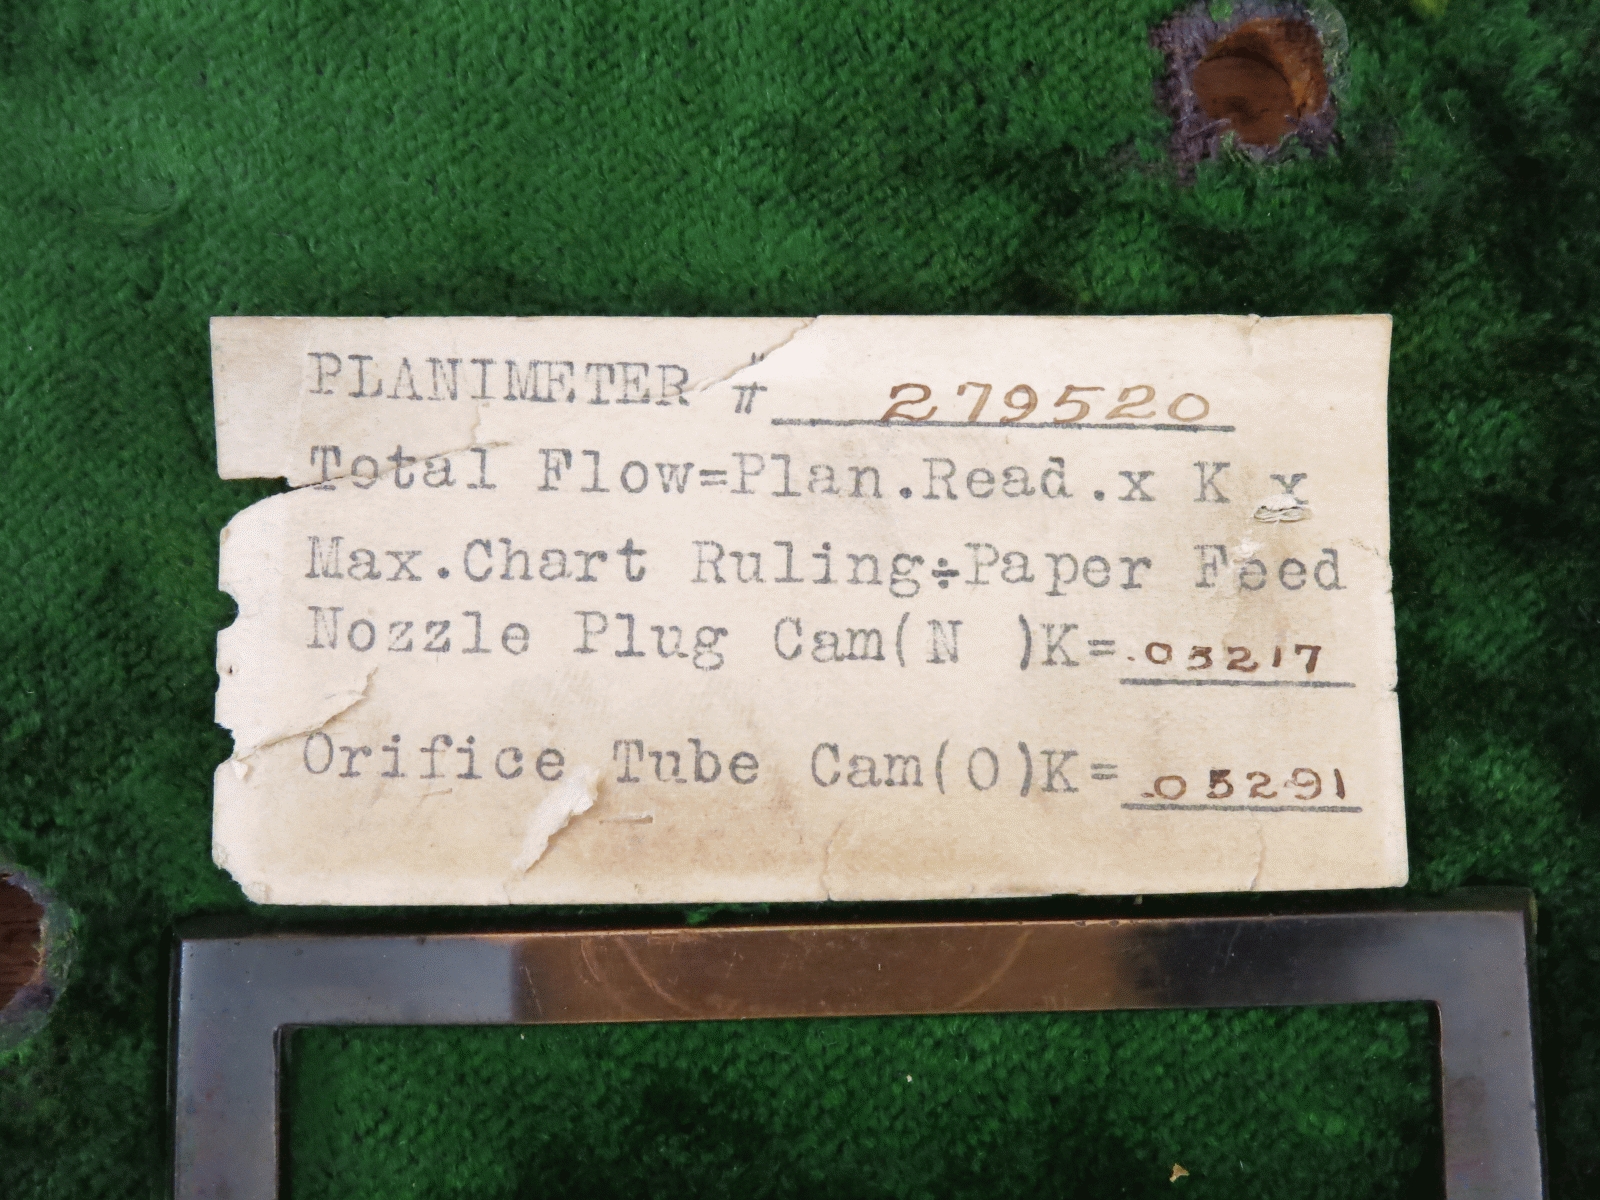 PLANIMETER # 279520
Total Flow=Plan.Read.x K x
Max.Chart Ruling÷Paper Feed
Nozzle Plug Cam(N )K=.05217
Orifice Tube Cam(O)K=.05291